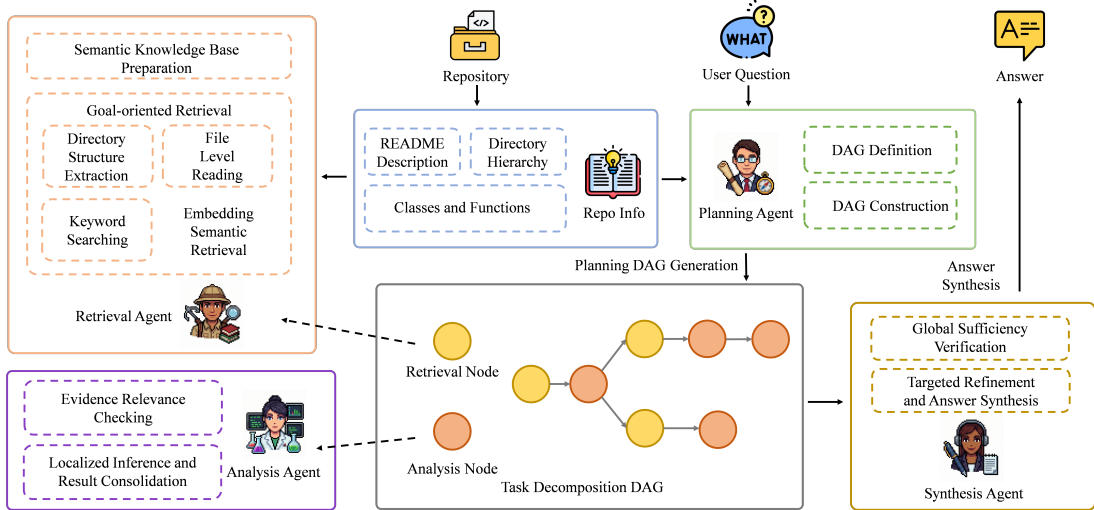 Semantic Knowledge Base
Preparation
Goal-oriented Retrieval
Directory
Structure
Extraction
File
Level
Reading
Keyword
Searching
Embedding
Semantic
Retrieval
Retrieval Agent
Evidence Relevance
Checking
Localized Inference and
Result Consolidation
Analysis Agent
</>
Repository
README
Description
Directory
Hierarchy
Classes and Functions
Repo Info
WHAT
?
User Question
Planning Agent
DAG Definition
DAG Construction
Planning DAG Generation
Retrieval Node
Analysis Node
Task Decomposition DAG
A
Answer
Answer
Synthesis
Global Sufficiency
Verification
Targeted Refinement
and Answer Synthesis
Synthesis Agent